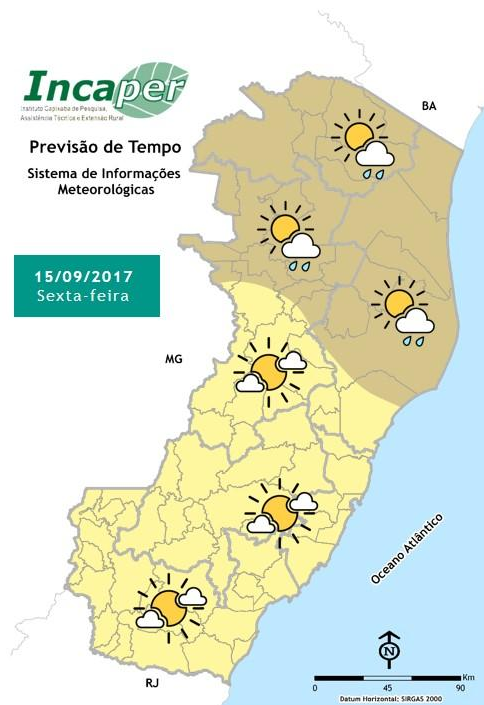 Incaper
Instituto Capixaba de Pesquisa,
Assistência Técnica e Extensão Rural
Previsão de Tempo
Sistema de Informações
Meteorológicas
15/09/2017
Sexta-feira
BA
MG
RJ
Oceano Atlântico
N
Km
0 45 90
Datum Horizontal: SIRGAS 2000